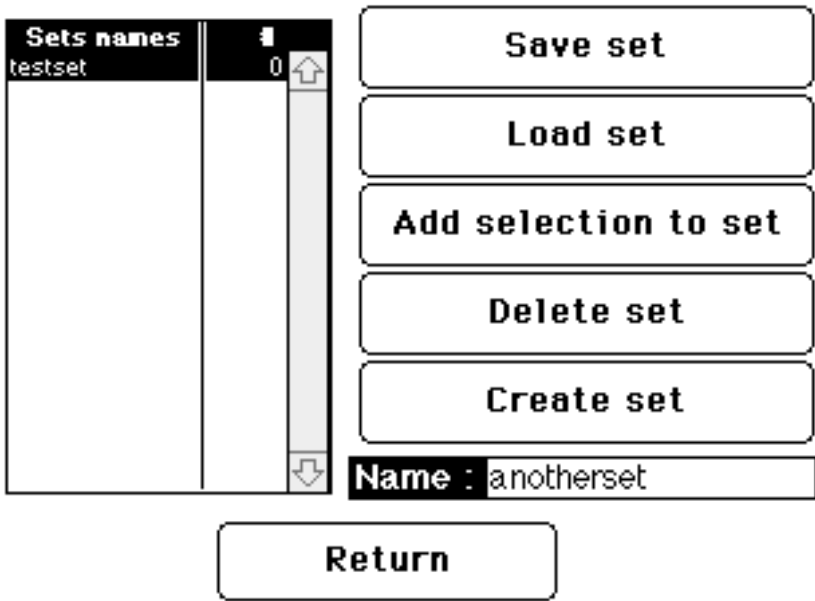 Sets names #
testset 0
Save set
Load set
Add selection to set
Delete set
Create set
Name : anotherset
Return